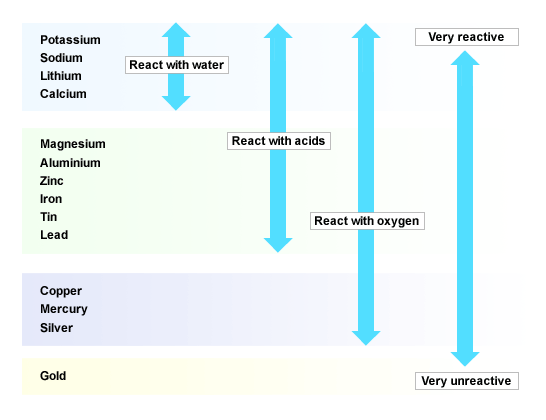 Very reactive
Potassium
Sodium
React with water
Lithium
Calcium
React with acids
Magnesium
Aluminium
Zinc
Iron
React with oxygen
Tin
Lead
Copper
Mercury
Silver
Gold
Very unreactive